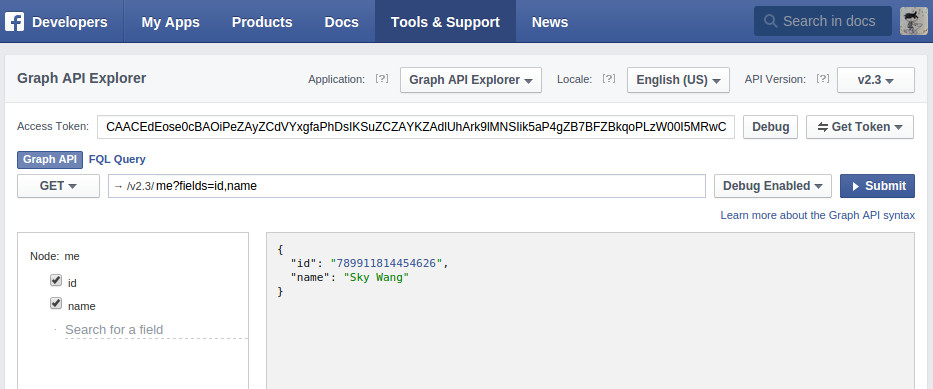 Developers My Apps Products Docs Tools & Support News Search in docs
Graph API Explorer Application: [?] Graph API Explorer Locale: [?] English (US) API Version: [?] v2.3
Access Token: CAACEdEose0cBAOiPeZAyZCdVYxgfaPhDsIKSuZCZAYKZAdlUhArk9lMNSIik5aP4gZB7BFZBkqoPLzW00I5MRwC Debug Get Token
Graph API FQL Query
GET → /v2.3/ me?fields=id,name Debug Enabled Submit
Learn more about the Graph API syntax
Node: me
id
name
Search for a field
{
"id": "789911814454626",
"name": "Sky Wang"
}